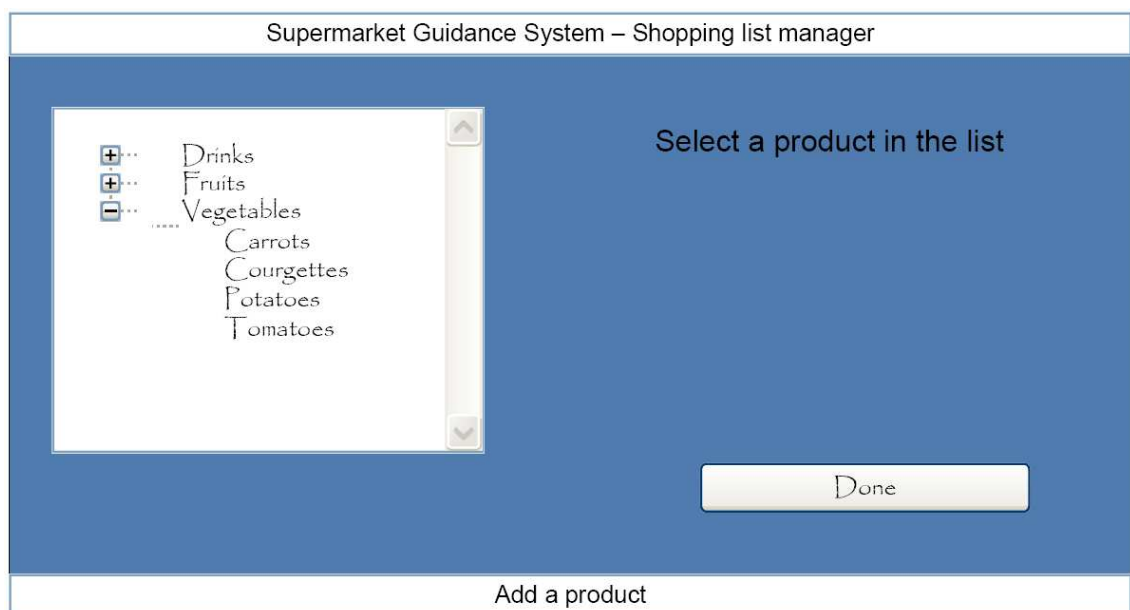 Supermarket Guidance System – Shopping list manager
Drinks
Fruits
Vegetables
Carrots
Courgettes
Potatoes
Tomatoes
Select a product in the list
Done
Add a product